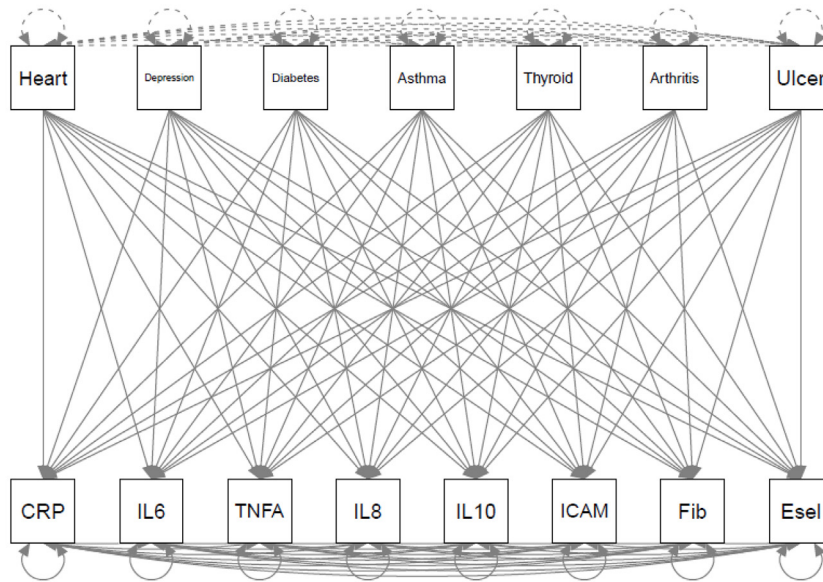 Heart Depression Diabetes Asthma Thyroid Arthritis Ulcer
CRP IL6 TNFA IL8 IL10 ICAM Fib Esel